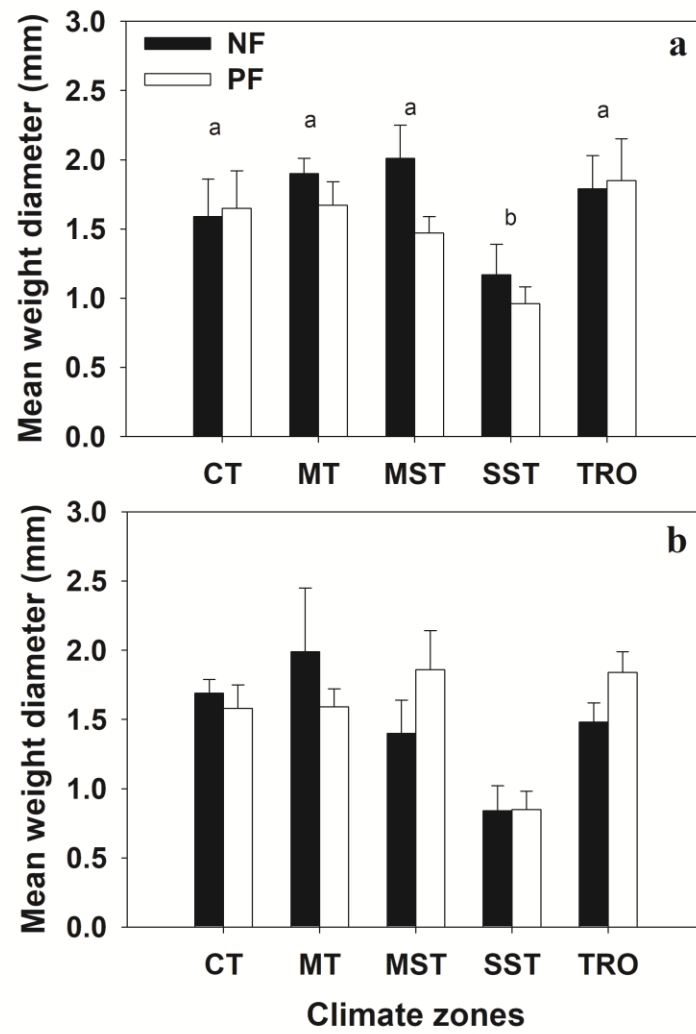 Mean weight diameter (mm)
3.0
2.5
2.0
1.5
1.0
0.5
0.0
NF
PF
a
a
a
a
b
a
CT MT MST SST TRO
Mean weight diameter (mm)
3.0
2.5
2.0
1.5
1.0
0.5
0.0
b
CT MT MST SST TRO
Climate zones